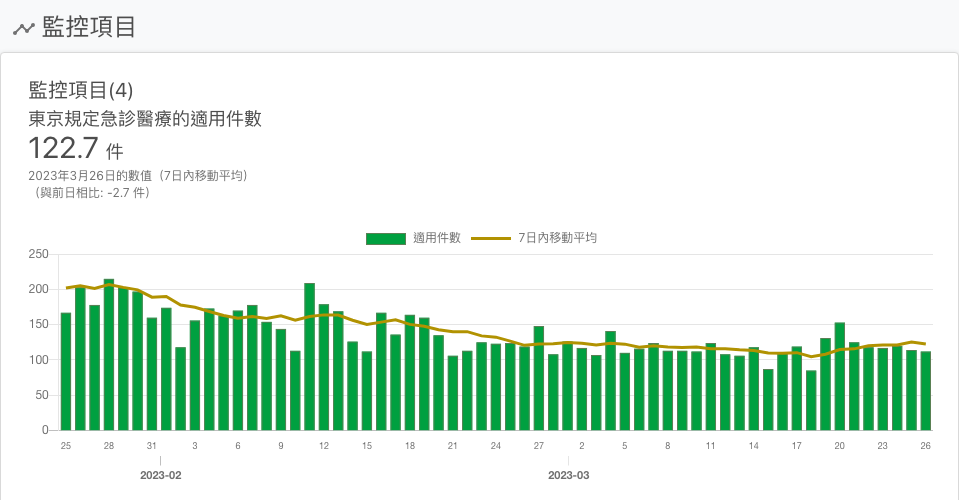 監控項目
監控項目(4)
東京規定急診醫療的適用件數
122.7 件
2023年3月26日的數值（7日內移動平均）
（與前日相比: -2.7 件）
適用件數 7日內移動平均
250
200
150
100
50
0
25 28 31 3 6 9 12 15 18 21 24 27 2 5 8 11 14 17 20 23 26
2023-02 2023-03